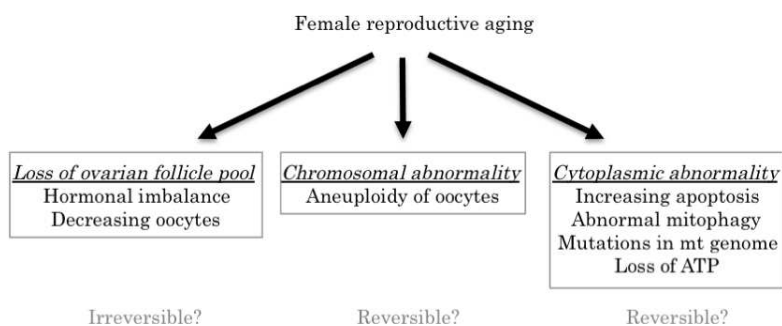 Female reproductive aging
Loss of ovarian follicle pool
Hormonal imbalance
Decreasing oocytes
Chromosomal abnormality
Aneuploidy of oocytes
Cytoplasmic abnormality
Increasing apoptosis
Abnormal mitophagy
Mutations in mt genome
Loss of ATP
Irreversible?
Reversible?
Reversible?